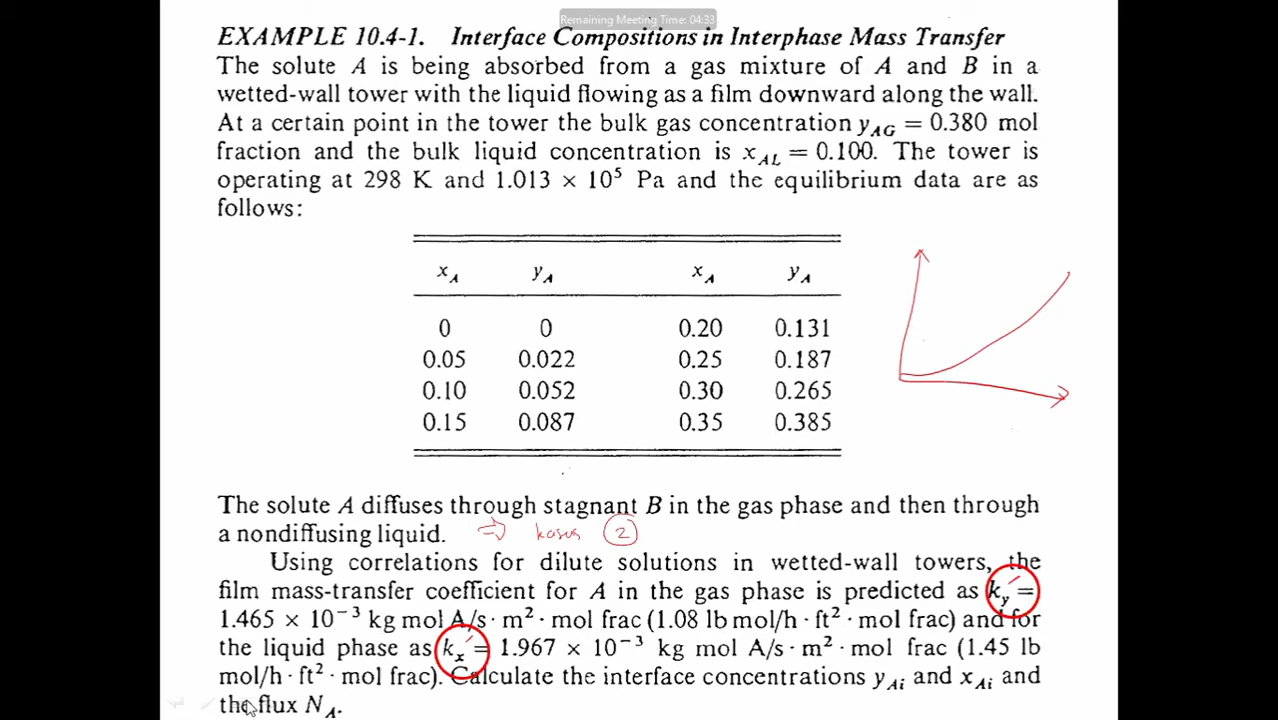 Remaining Meeting Time: 04:33
EXAMPLE 10.4-1. Interface Compositions in Interphase Mass Transfer
The solute A is being absorbed from a gas mixture of A and B in a
wetted-wall tower with the liquid flowing as a film downward along the wall.
At a certain point in the tower the bulk gas concentration y_AG = 0.380 mol
fraction and the bulk liquid concentration is x_AL = 0.100. The tower is
operating at 298 K and 1.013 × 10⁵ Pa and the equilibrium data are as
follows:
x_A y_A x_A y_A
0 0 0.20 0.131
0.05 0.022 0.25 0.187
0.10 0.052 0.30 0.265
0.15 0.087 0.35 0.385
The solute A diffuses through stagnant B in the gas phase and then through
a nondiffusing liquid. ⇒ kasus 2
Using correlations for dilute solutions in wetted-wall towers, the
film mass-transfer coefficient for A in the gas phase is predicted as k_y' =
1.465 × 10⁻³ kg mol A/s · m² · mol frac (1.08 lb mol/h · ft² · mol frac) and for
the liquid phase as k_x' = 1.967 × 10⁻³ kg mol A/s · m² · mol frac (1.45 lb
mol/h · ft² · mol frac). Calculate the interface concentrations y_Ai and x_Ai and
the flux N_A.